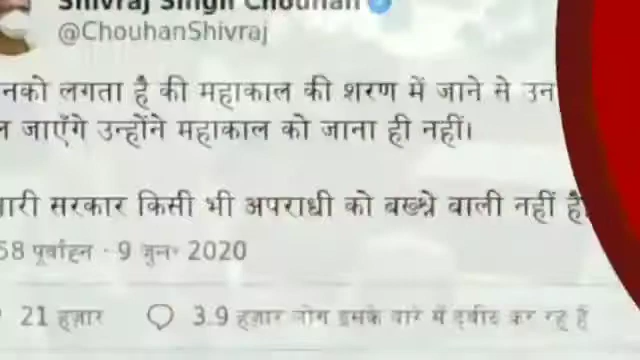 Shivraj Singh Chouhan
@ChouhanShivraj
नको लगता है की महाकाल की शरण में जाने से उन
जाएँगे उन्होंने महाकाल को जाना ही नहीं।
सरकार किसी भी अपराधी को बख्श्ने वाली नहीं है
58 पूर्वाह्न · 9 जून॰ 2020
21 हज़ार 3.9 हज़ार लोग इसके बारे में ट्वीट कर रहे हैं